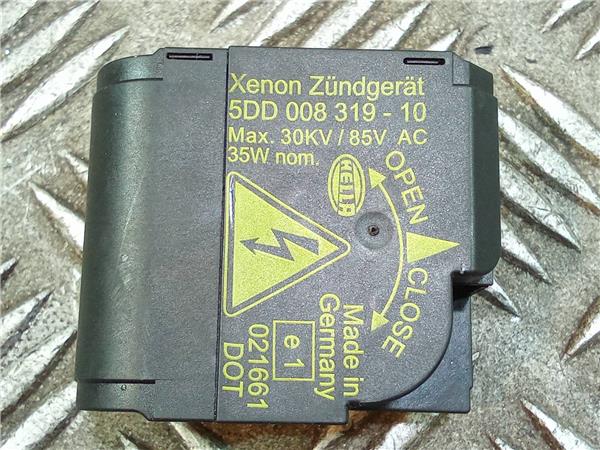 Xenon Zündgerät
5DD 008 319 - 10
Max. 30KV / 85V AC
35W nom.
HELLA
OPEN
CLOSE
Made in
Germany
e1
021661
DOT